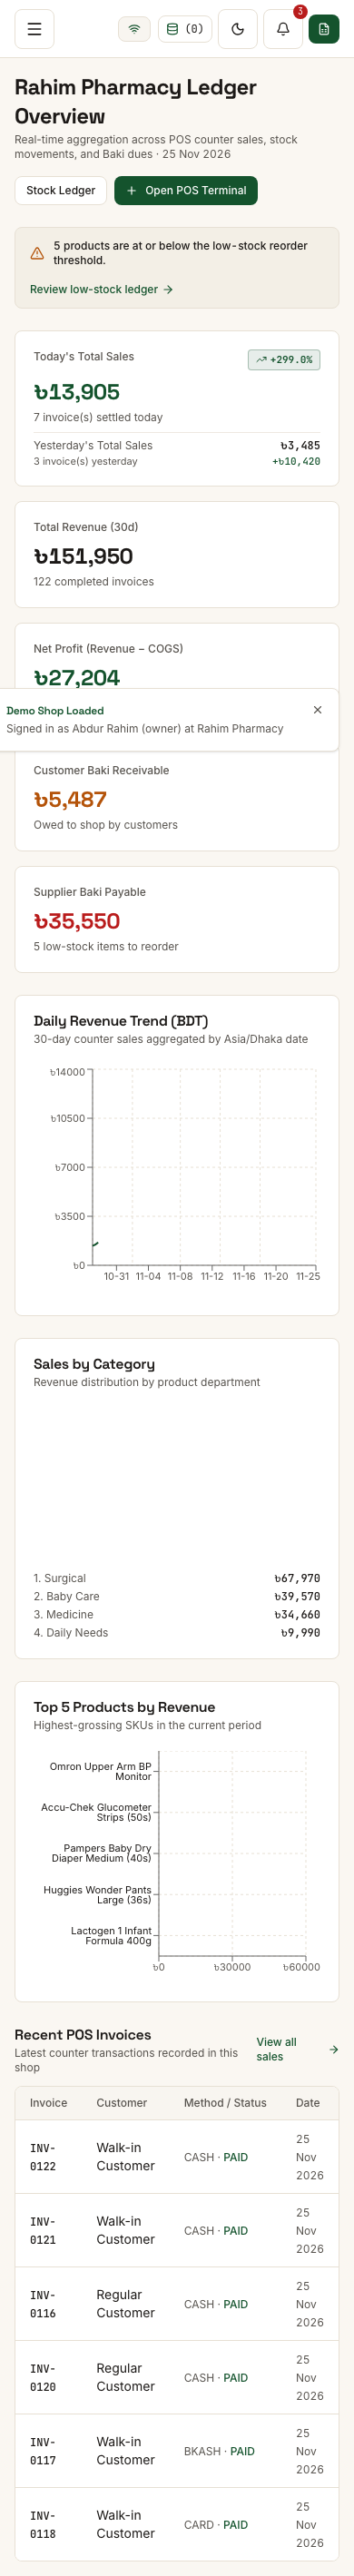 (0)
3
Rahim Pharmacy Ledger
Overview
Real-time aggregation across POS counter sales, stock
movements, and Baki dues · 25 Nov 2026
Stock Ledger
Open POS Terminal
5 products are at or below the low-stock reorder
threshold.
Review low-stock ledger →
Today's Total Sales
+299.0%
৳13,905
7 invoice(s) settled today
Yesterday's Total Sales ৳3,485
3 invoice(s) yesterday +৳10,420
Total Revenue (30d)
৳151,950
122 completed invoices
Net Profit (Revenue − COGS)
৳27,204
Demo Shop Loaded
Signed in as Abdur Rahim (owner) at Rahim Pharmacy
Customer Baki Receivable
৳5,487
Owed to shop by customers
Supplier Baki Payable
৳35,550
5 low-stock items to reorder
Daily Revenue Trend (BDT)
30-day counter sales aggregated by Asia/Dhaka date
৳14000
৳10500
৳7000
৳3500
৳0
10-31 11-04 11-08 11-12 11-16 11-20 11-25
Sales by Category
Revenue distribution by product department
1. Surgical ৳67,970
2. Baby Care ৳39,570
3. Medicine ৳34,660
4. Daily Needs ৳9,990
Top 5 Products by Revenue
Highest-grossing SKUs in the current period
Omron Upper Arm BP
Monitor
Accu-Chek Glucometer
Strips (50s)
Pampers Baby Dry
Diaper Medium (40s)
Huggies Wonder Pants
Large (36s)
Lactogen 1 Infant
Formula 400g
৳0 ৳30000 ৳60000
Recent POS Invoices
Latest counter transactions recorded in this
shop
View all
sales →
Invoice Customer Method / Status Date
INV-
0122
Walk-in
Customer
CASH · PAID
25
Nov
2026
INV-
0121
Walk-in
Customer
CASH · PAID
25
Nov
2026
INV-
0116
Regular
Customer
CASH · PAID
25
Nov
2026
INV-
0120
Regular
Customer
CASH · PAID
25
Nov
2026
INV-
0117
Walk-in
Customer
BKASH · PAID
25
Nov
2026
INV-
0118
Walk-in
Customer
CARD · PAID
25
Nov
2026